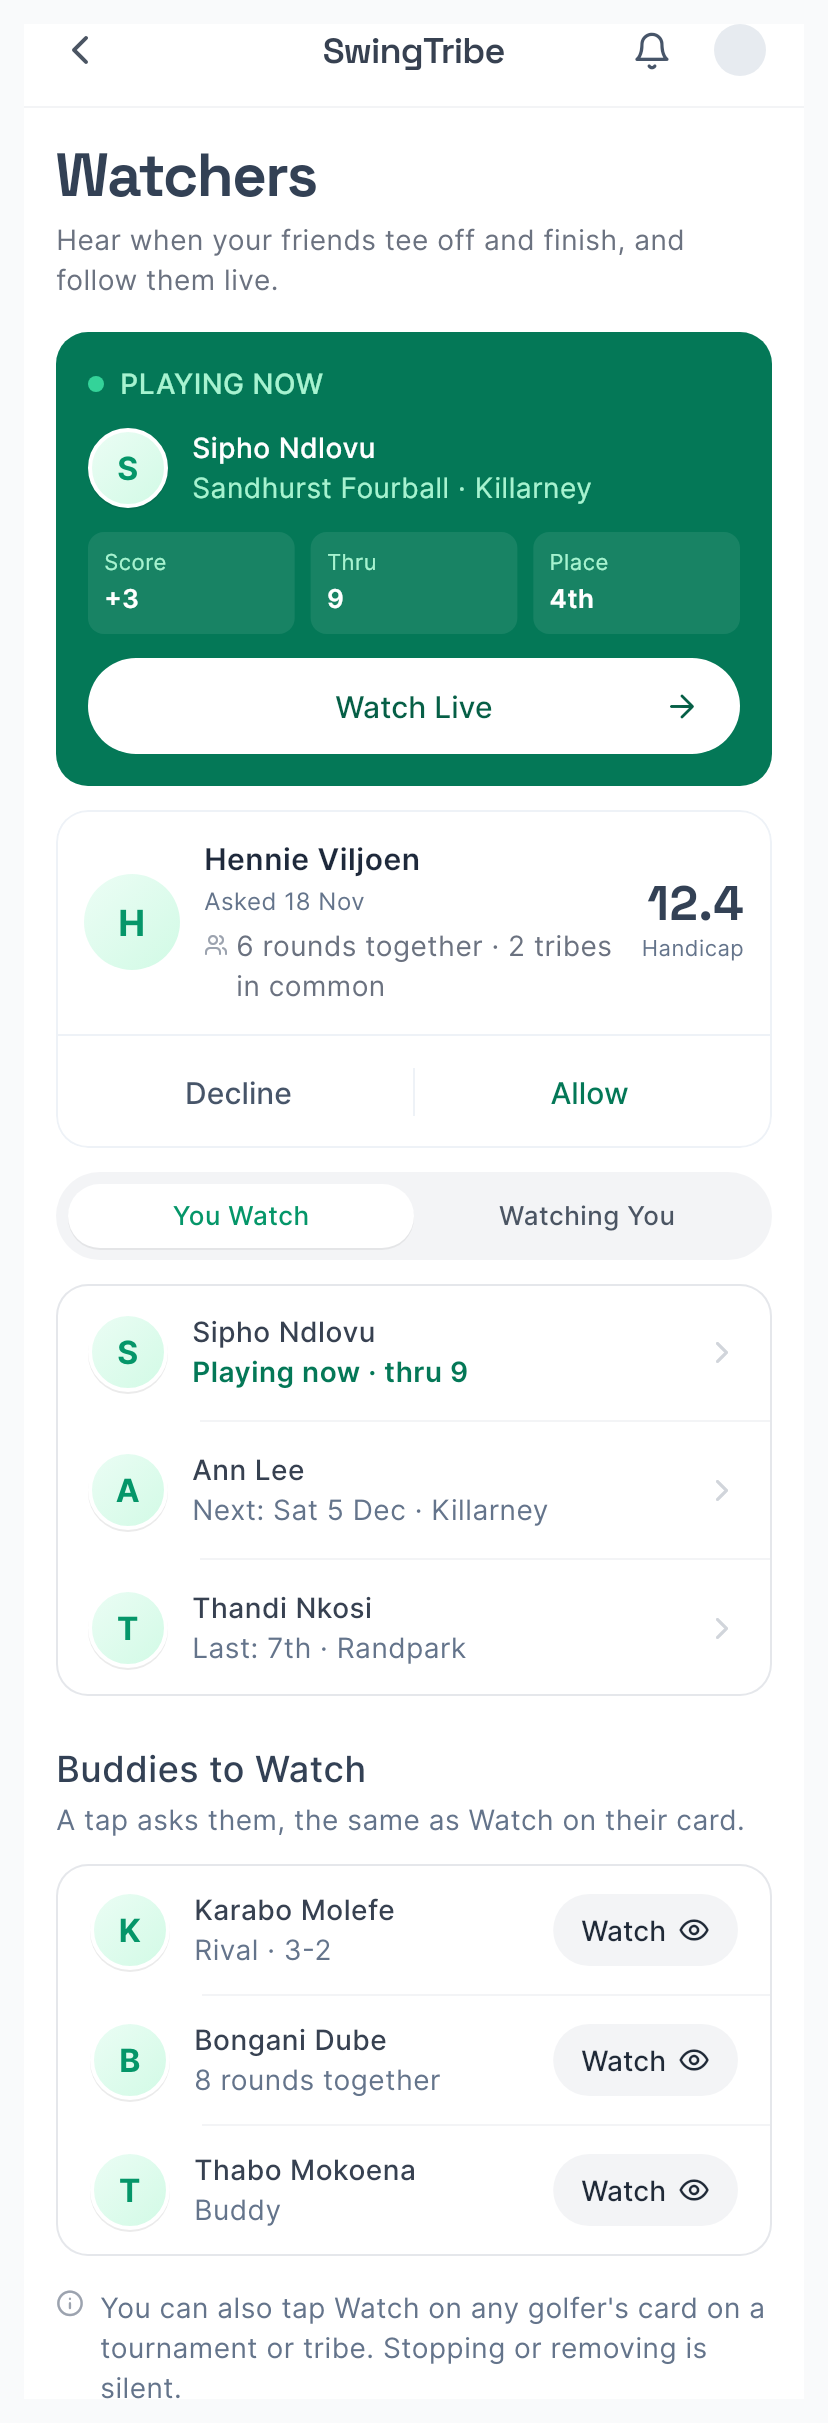 SwingTribe
Watchers
Hear when your friends tee off and finish, and
follow them live.
PLAYING NOW
S
Sipho Ndlovu
Sandhurst Fourball · Killarney
Score
+3
Thru
9
Place
4th
Watch Live
H
Hennie Viljoen
Asked 18 Nov
6 rounds together · 2 tribes
in common
12.4
Handicap
Decline
Allow
You Watch
Watching You
S
Sipho Ndlovu
Playing now · thru 9
A
Ann Lee
Next: Sat 5 Dec · Killarney
T
Thandi Nkosi
Last: 7th · Randpark
Buddies to Watch
A tap asks them, the same as Watch on their card.
K
Karabo Molefe
Rival · 3-2
Watch
B
Bongani Dube
8 rounds together
Watch
T
Thabo Mokoena
Buddy
Watch
You can also tap Watch on any golfer's card on a
tournament or tribe. Stopping or removing is
silent.